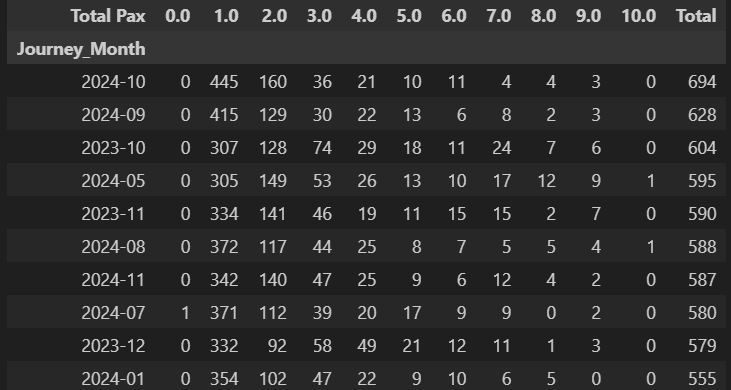 Total Pax 0.0 1.0 2.0 3.0 4.0 5.0 6.0 7.0 8.0 9.0 10.0 Total
Journey_Month
2024-10 0 445 160 36 21 10 11 4 4 3 0 694
2024-09 0 415 129 30 22 13 6 8 2 3 0 628
2023-10 0 307 128 74 29 18 11 24 7 6 0 604
2024-05 0 305 149 53 26 13 10 17 12 9 1 595
2023-11 0 334 141 46 19 11 15 15 2 7 0 590
2024-08 0 372 117 44 25 8 7 5 5 4 1 588
2024-11 0 342 140 47 25 9 6 12 4 2 0 587
2024-07 1 371 112 39 20 17 9 9 0 2 0 580
2023-12 0 332 92 58 49 21 12 11 1 3 0 579
2024-01 0 354 102 47 22 9 10 6 5 0 0 555